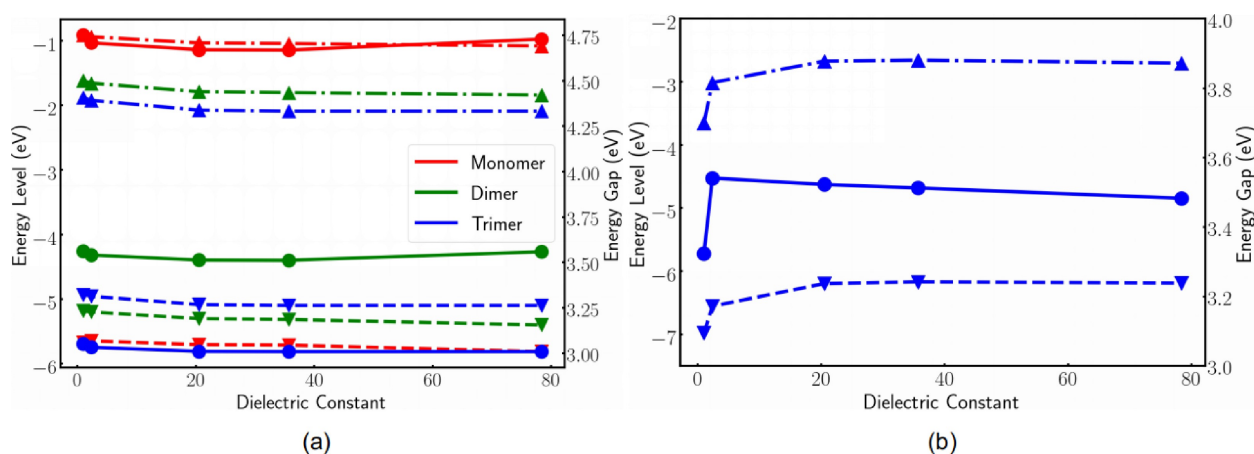 −1
−2
−3
−4
−5
−6
Energy Level (eV)
4.75
4.50
4.25
4.00
3.75
3.50
3.25
3.00
Energy Gap (eV)
Monomer
Dimer
Trimer
0 20 40 60 80
Dielectric Constant
(a)
−2
−3
−4
−5
−6
−7
Energy Level (eV)
4.0
3.8
3.6
3.4
3.2
3.0
Energy Gap (eV)
0 20 40 60 80
Dielectric Constant
(b)